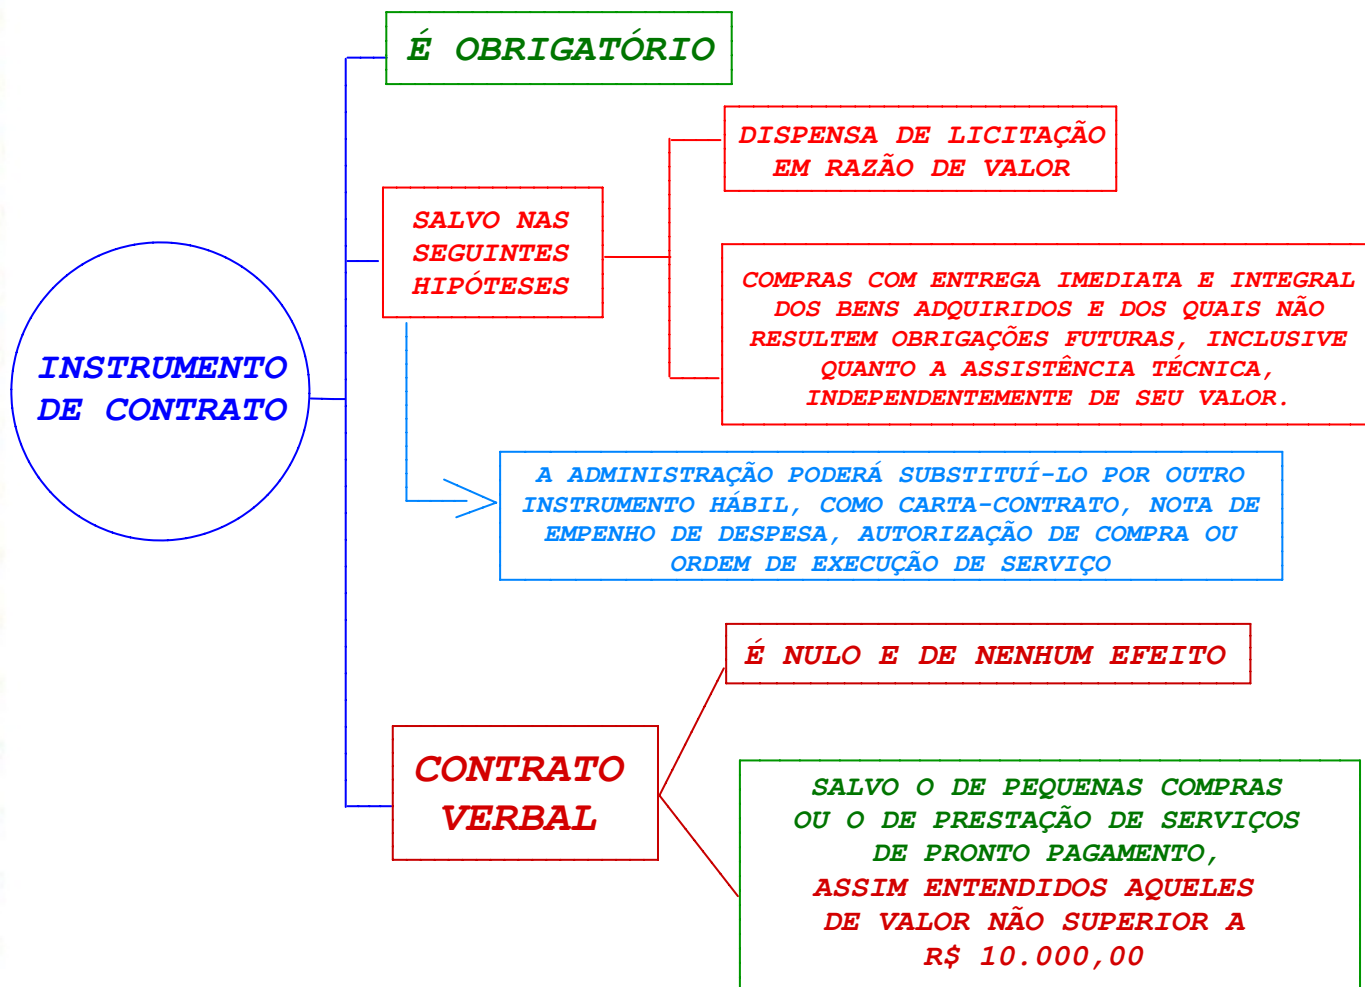 É OBRIGATÓRIO
DISPENSA DE LICITAÇÃO
EM RAZÃO DE VALOR
SALVO NAS
SEGUINTES
HIPÓTESES
COMPRAS COM ENTREGA IMEDIATA E INTEGRAL
DOS BENS ADQUIRIDOS E DOS QUAIS NÃO
RESULTEM OBRIGAÇÕES FUTURAS, INCLUSIVE
QUANTO A ASSISTÊNCIA TÉCNICA,
INDEPENDENTEMENTE DE SEU VALOR.
INSTRUMENTO
DE CONTRATO
A ADMINISTRAÇÃO PODERÁ SUBSTITUÍ-LO POR OUTRO
INSTRUMENTO HÁBIL, COMO CARTA-CONTRATO, NOTA DE
EMPENHO DE DESPESA, AUTORIZAÇÃO DE COMPRA OU
ORDEM DE EXECUÇÃO DE SERVIÇO
É NULO E DE NENHUM EFEITO
CONTRATO
VERBAL
SALVO O DE PEQUENAS COMPRAS
OU O DE PRESTAÇÃO DE SERVIÇOS
DE PRONTO PAGAMENTO,
ASSIM ENTENDIDOS AQUELES
DE VALOR NÃO SUPERIOR A
R$ 10.000,00